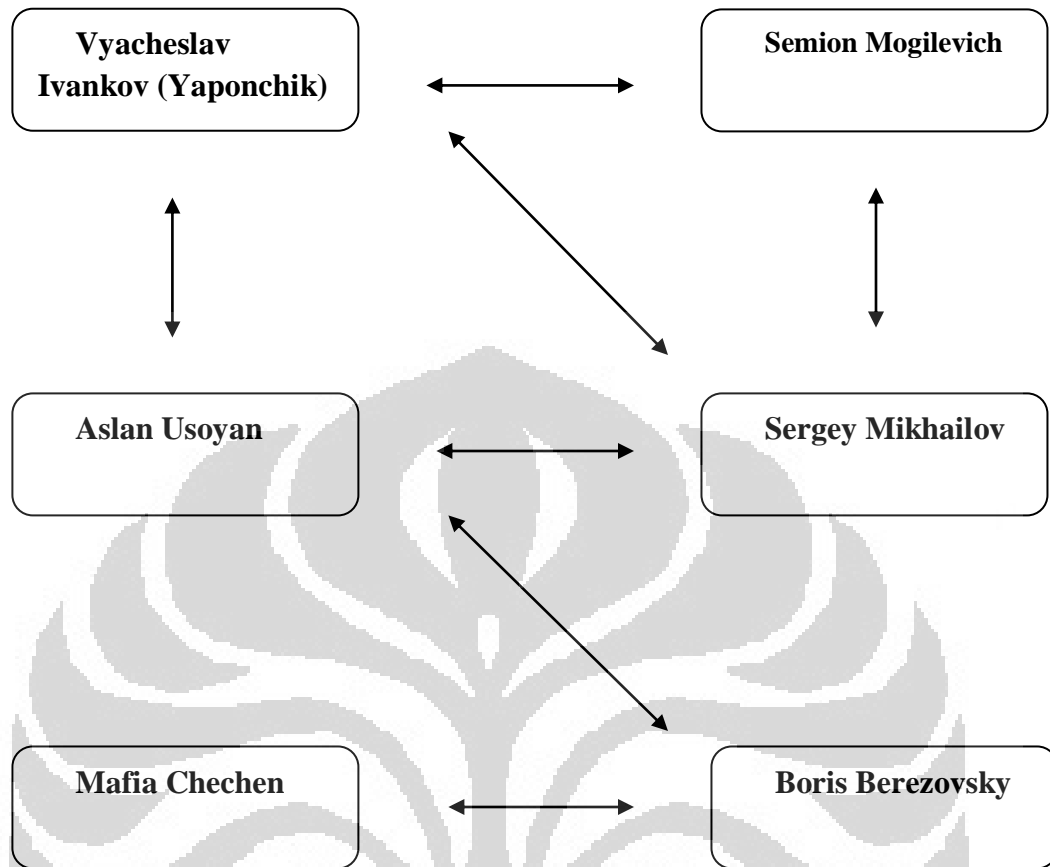 Vyacheslav
Ivankov (Yaponchik)
Semion Mogilevich
Aslan Usoyan
Sergey Mikhailov
Mafia Chechen
Boris Berezovsky